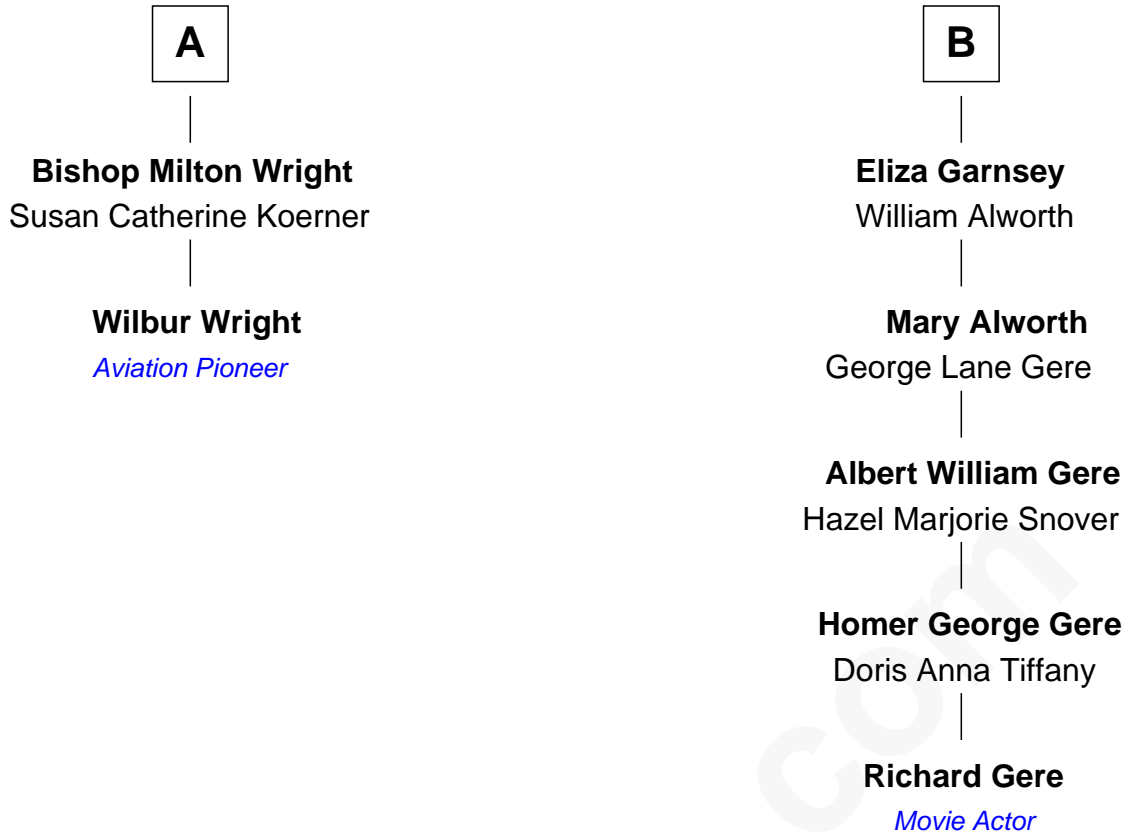 A
Bishop Milton Wright
Susan Catherine Koerner
Wilbur Wright
Aviation Pioneer
B
Eliza Garnsey
William Alworth
Mary Alworth
George Lane Gere
Albert William Gere
Hazel Marjorie Snover
Homer George Gere
Doris Anna Tiffany
Richard Gere
Movie Actor
com